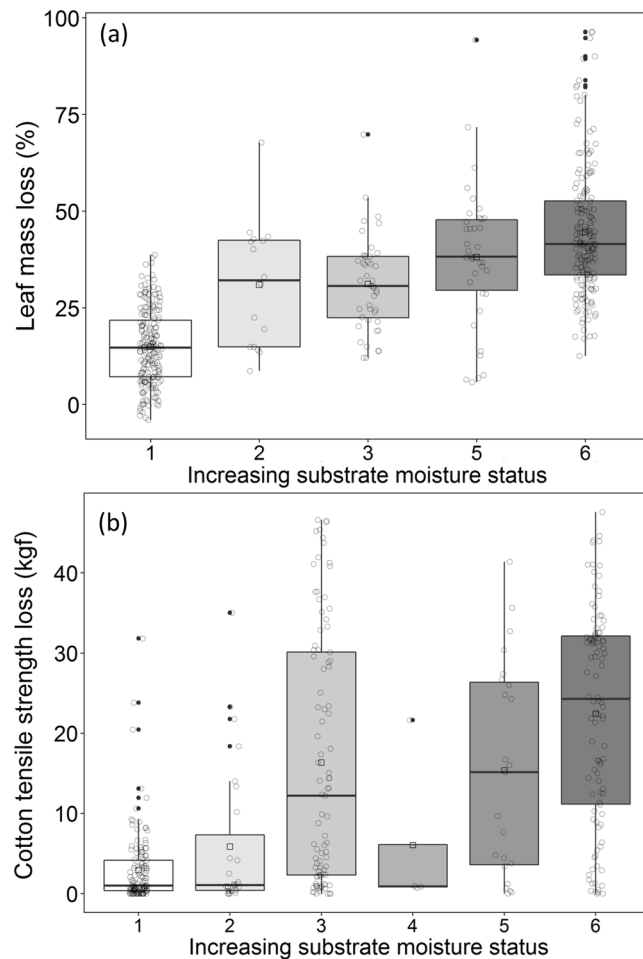 (a)
Leaf mass loss (%)
100
75
50
25
0
1 2 3 5 6
Increasing substrate moisture status
(b)
Cotton tensile strength loss (kgf)
40
30
20
10
0
1 2 3 4 5 6
Increasing substrate moisture status